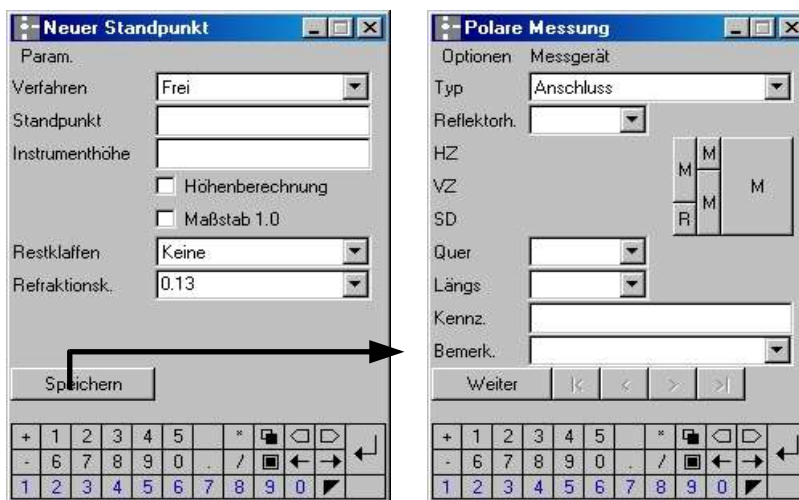 Neuer Standpunkt
Param.
Verfahren Frei
Standpunkt
Instrumenthöhe
Höhenberechnung
Maßstab 1.0
Restklaffen Keine
Refraktionsk. 0.13
Speichern
+ 1 2 3 4 5 *
- 6 7 8 9 0 . /
1 2 3 4 5 6 7 8 9 0
Polare Messung
Optionen Messgerät
Typ Anschluss
Reflektorh.
HZ M M M
VZ M
SD R
Quer
Längs
Kennz.
Bemerk.
Weiter |< < > >|
+ 1 2 3 4 5 *
- 6 7 8 9 0 . /
1 2 3 4 5 6 7 8 9 0